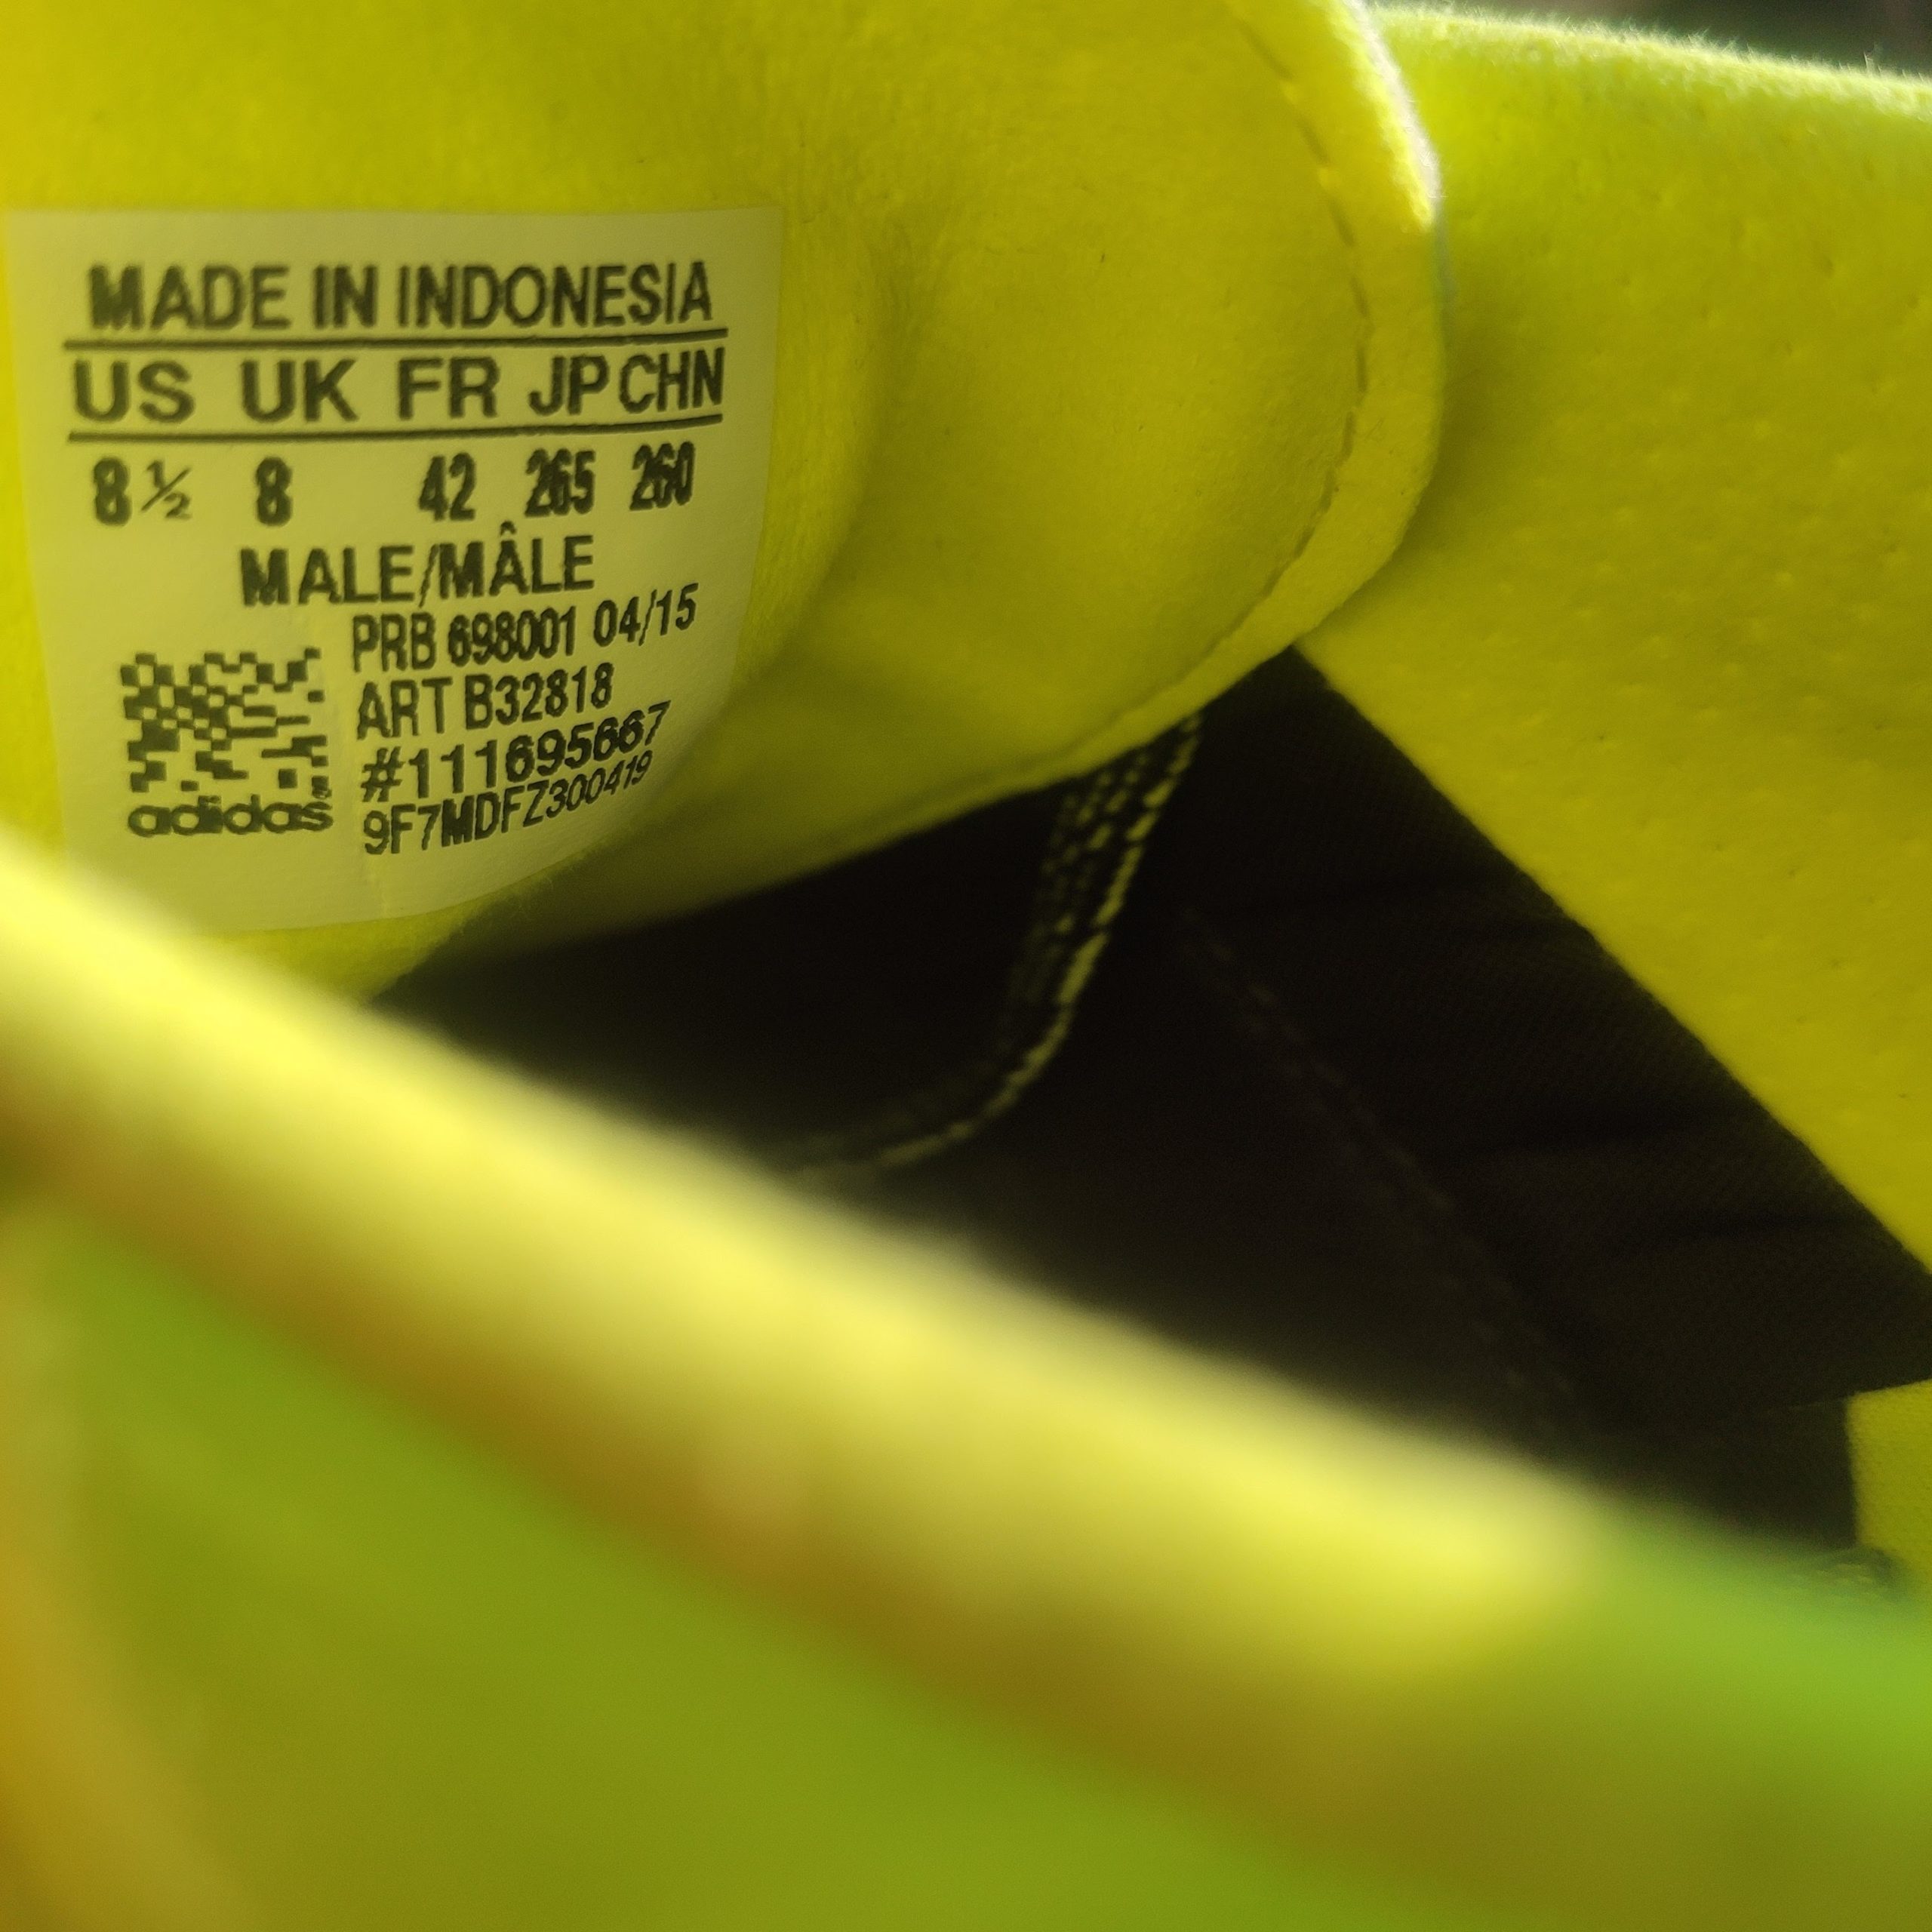 MADE IN INDONESIA
US UK FR JP CHN
8½ 8 42 265 260
MALE/MÂLE
PRB 698001 04/15
ART B32818
#111695667
9F7MDFZ300419
adidas